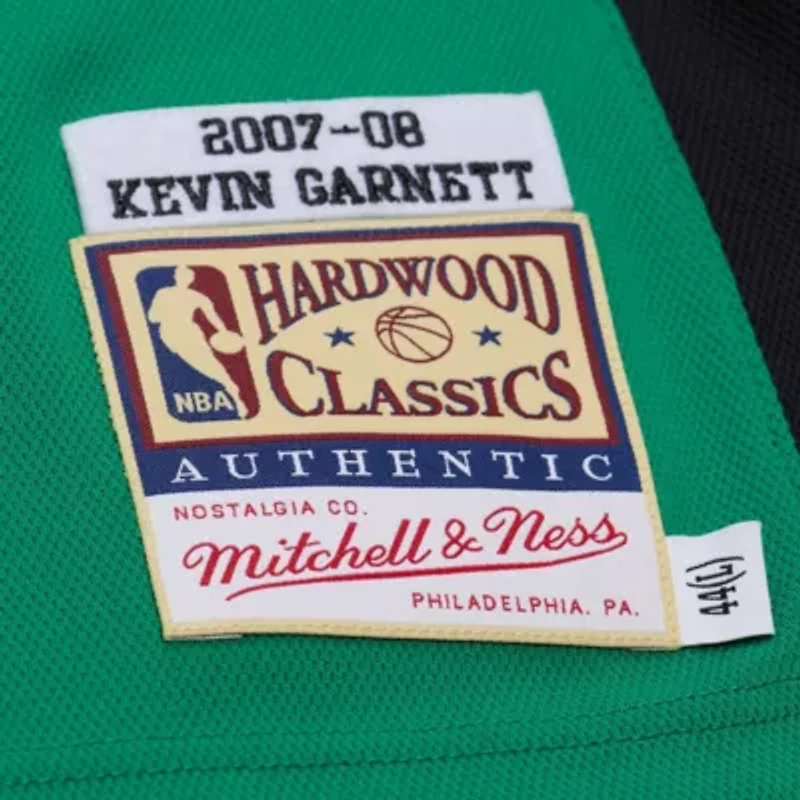 2007-08
KEVIN GARNETT
HARDWOOD
CLASSICS
NBA
AUTHENTIC
NOSTALGIA CO.
Mitchell & Ness
PHILADELPHIA. PA.
44(L)